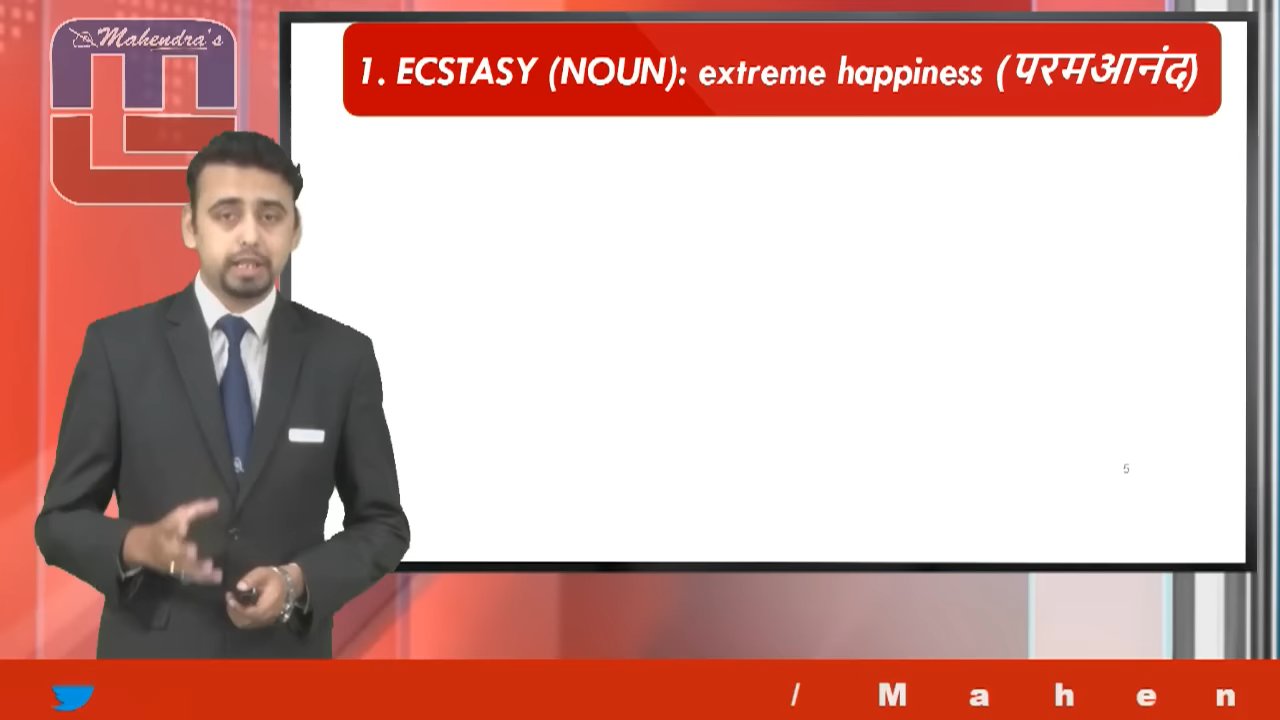 Mahendra's
1. ECSTASY (NOUN): extreme happiness (परमआनंद)
5
/ M a h e n